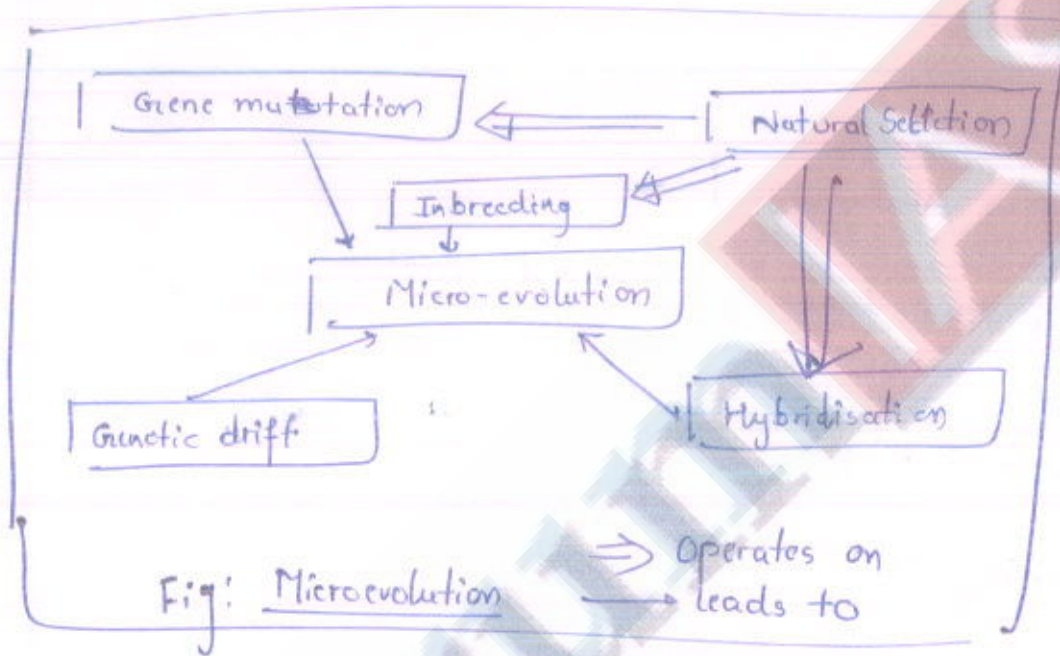 Gene mutation
Natural Selection
Inbreeding
Micro-evolution
Genetic drift
Hybridisation
⇒ Operates on
Fig: Microevolution → leads to